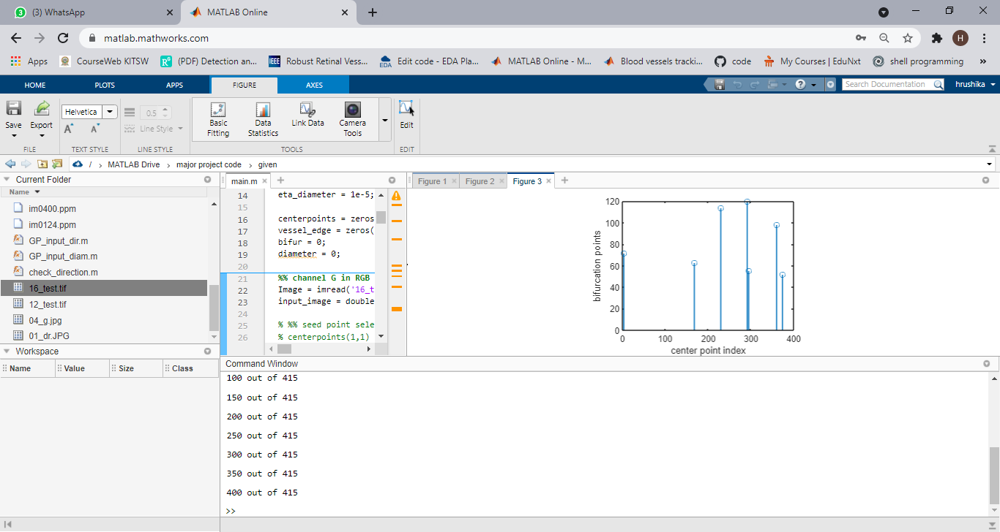 (3) WhatsApp
MATLAB Online
matlab.mathworks.com
H
Apps
CourseWeb KITSW
(PDF) Detection an...
IEEE
Robust Retinal Vess...
EDA
Edit code - EDA Pla...
MATLAB Online - M...
Blood vessels tracki...
code
My Courses | EduNxt
shell programming
»
HOME PLOTS APPS FIGURE AXES
Search Documentation
hrushika
Save
Export
FILE
Helvetica
A A
TEXT STYLE
0.5
Line Style
LINE STYLE
Basic Fitting
Data Statistics
Link Data
Camera Tools
TOOLS
Edit
EDIT
/ › MATLAB Drive › major project code › given
Current Folder
Name
im0400.ppm
im0124.ppm
GP_input_dir.m
GP_input_diam.m
check_direction.m
16_test.tif
12_test.tif
04_g.jpg
01_dr.JPG
Workspace
Name Value Size Class
main.m
14 eta_diameter = 1e-5;
15
16 centerpoints = zeros
17 vessel_edge = zeros(
18 bifur = 0;
19 diameter = 0;
20
21 %% channel G in RGB
22 Image = imread('16_t
23 input_image = double
24
25 % %% seed point sele
26 % centerpoints(1,1)
Figure 1
Figure 2
Figure 3
120
100
80
60
40
20
0
bifurcation points
0 100 200 300 400
center point index
Command Window
100 out of 415
150 out of 415
200 out of 415
250 out of 415
300 out of 415
350 out of 415
400 out of 415
>>